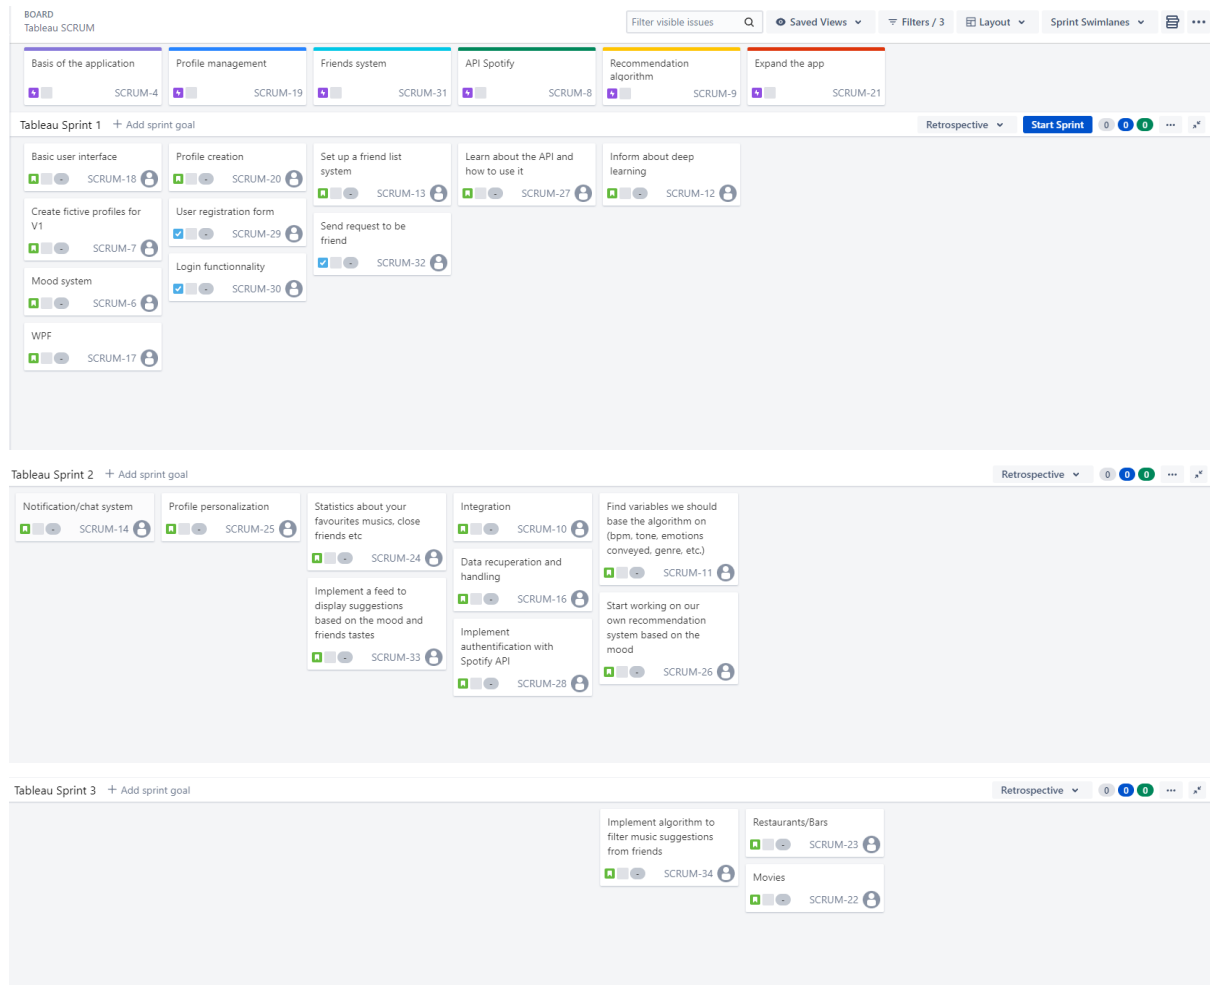 BOARD
Tableau SCRUM
Filter visible issues
Saved Views
Filters / 3
Layout
Sprint Swimlanes
Basis of the application
SCRUM-4
Profile management
SCRUM-19
Friends system
SCRUM-31
API Spotify
SCRUM-8
Recommendation
algorithm
SCRUM-9
Expand the app
SCRUM-21
Tableau Sprint 1
+ Add sprint goal
Retrospective
Start Sprint
0 0 0
Basic user interface
- SCRUM-18
Create fictive profiles for
V1
- SCRUM-7
Mood system
- SCRUM-6
WPF
- SCRUM-17
Profile creation
- SCRUM-20
User registration form
- SCRUM-29
Login functionnality
- SCRUM-30
Set up a friend list
system
- SCRUM-13
Send request to be
friend
- SCRUM-32
Learn about the API and
how to use it
- SCRUM-27
Inform about deep
learning
- SCRUM-12
Tableau Sprint 2
+ Add sprint goal
Retrospective
0 0 0
Notification/chat system
- SCRUM-14
Profile personalization
- SCRUM-25
Statistics about your
favourites musics, close
friends etc
- SCRUM-24
Implement a feed to
display suggestions
based on the mood and
friends tastes
- SCRUM-33
Integration
- SCRUM-10
Data recuperation and
handling
- SCRUM-16
Implement
authentification with
Spotify API
- SCRUM-28
Find variables we should
base the algorithm on
(bpm, tone, emotions
conveyed, genre, etc.)
- SCRUM-11
Start working on our
own recommendation
system based on the
mood
- SCRUM-26
Tableau Sprint 3
+ Add sprint goal
Retrospective
0 0 0
Implement algorithm to
filter music suggestions
from friends
- SCRUM-34
Restaurants/Bars
- SCRUM-23
Movies
- SCRUM-22